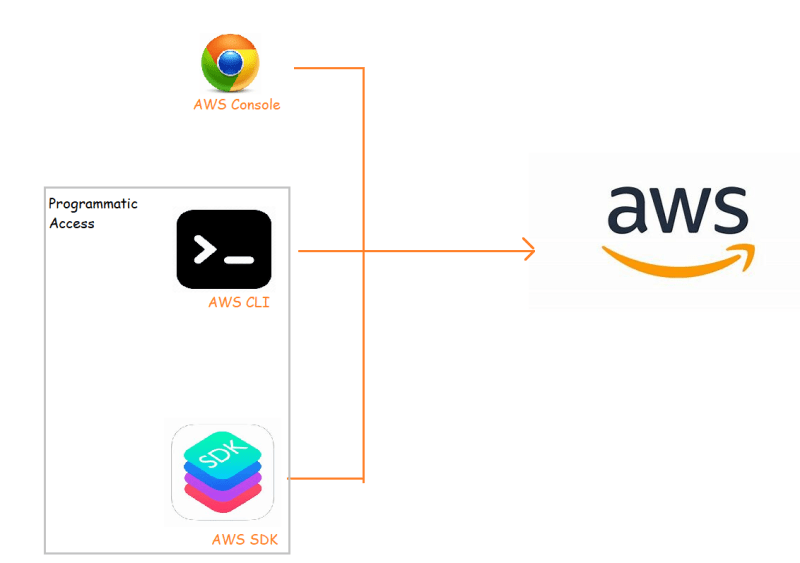 AWS Console
Programmatic
Access
AWS CLI
SDK
AWS SDK
aws